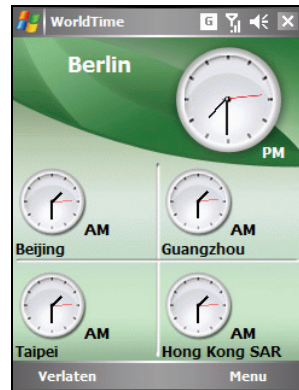 WorldTime G
Berlin
PM
AM
Beijing
AM
Guangzhou
AM
Taipei
AM
Hong Kong SAR
Verlaten Menu